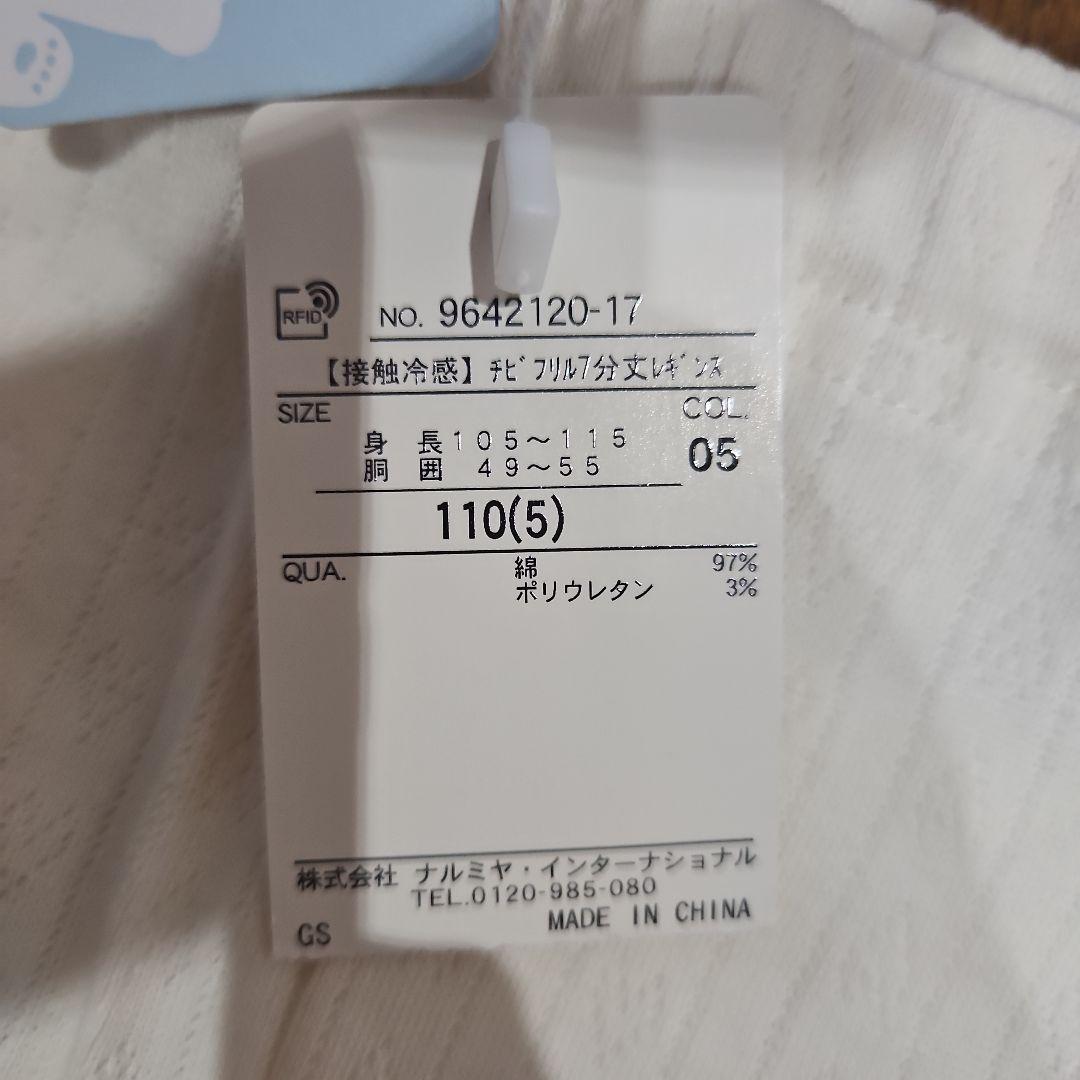 RFID
NO. 9642120-17
【接触冷感】ﾁﾋﾞﾌﾘﾙ7分丈ﾚｷﾞﾝｽ
SIZE COL.
身 長 105～115
胴 囲 49～55
05
110(5)
QUA. 綿 97%
ポリウレタン 3%
株式会社 ナルミヤ・インターナショナル
TEL.0120-985-080
GS MADE IN CHINA